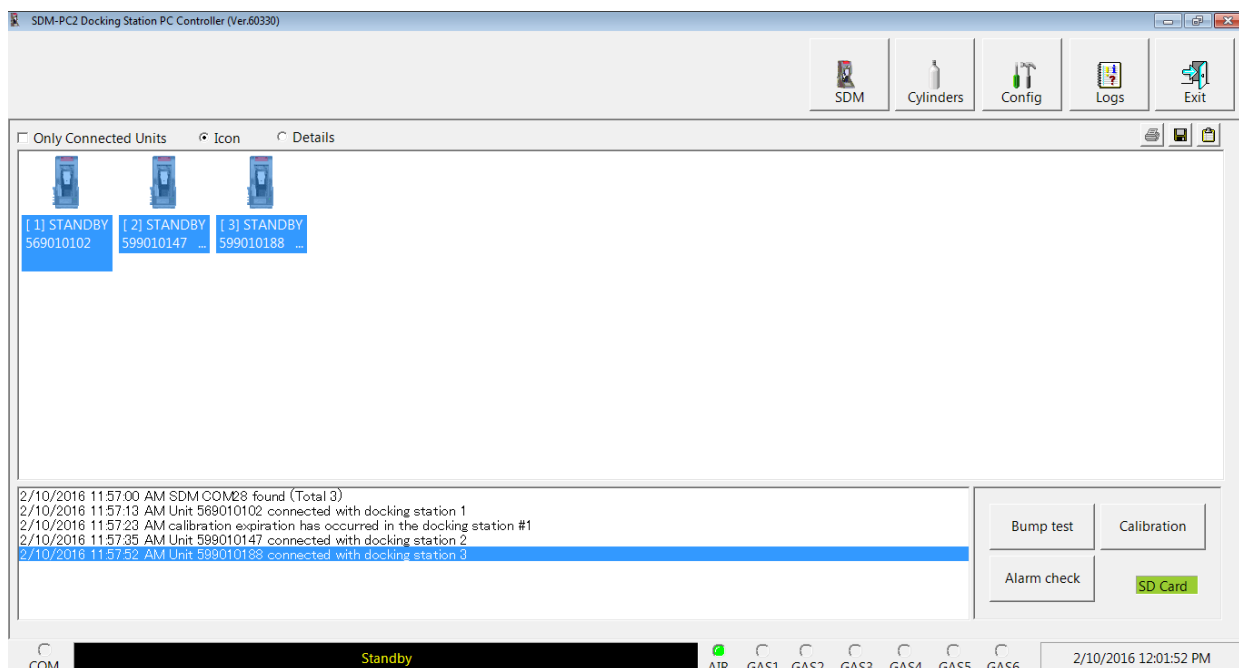 SDM-PC2 Docking Station PC Controller (Ver.60330)
SDM Cylinders Config Logs Exit
Only Connected Units Icon Details
[ 1] STANDBY [ 2] STANDBY [ 3] STANDBY
569010102 599010147 ... 599010188 ...
2/10/2016 11:57:00 AM SDM COM28 found (Total 3)
2/10/2016 11:57:13 AM Unit 569010102 connected with docking station 1
2/10/2016 11:57:23 AM calibration expiration has occurred in the docking station #1
2/10/2016 11:57:35 AM Unit 599010147 connected with docking station 2
2/10/2016 11:57:52 AM Unit 599010188 connected with docking station 3
Bump test Calibration
Alarm check SD Card
COM Standby AIR GAS1 GAS2 GAS3 GAS4 GAS5 GAS6 2/10/2016 12:01:52 PM